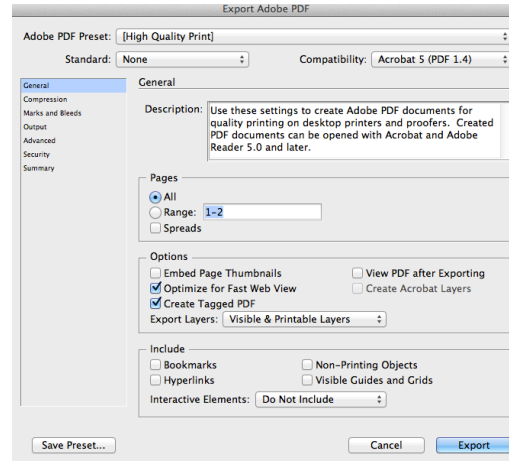 Export Adobe PDF
Adobe PDF Preset: [High Quality Print]
Standard: None Compatibility: Acrobat 5 (PDF 1.4)
General
Compression
Marks and Bleeds
Output
Advanced
Security
Summary
General
Description: Use these settings to create Adobe PDF documents for
quality printing on desktop printers and proofers. Created
PDF documents can be opened with Acrobat and Adobe
Reader 5.0 and later.
Pages
All
Range: 1-2
Spreads
Options
Embed Page Thumbnails View PDF after Exporting
Optimize for Fast Web View Create Acrobat Layers
Create Tagged PDF
Export Layers: Visible & Printable Layers
Include
Bookmarks Non-Printing Objects
Hyperlinks Visible Guides and Grids
Interactive Elements: Do Not Include
Save Preset... Cancel Export